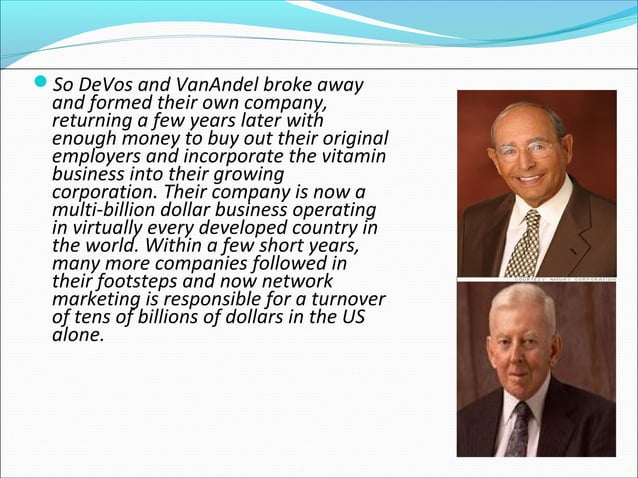 So DeVos and VanAndel broke away
and formed their own company,
returning a few years later with
enough money to buy out their original
employers and incorporate the vitamin
business into their growing
corporation. Their company is now a
multi-billion dollar business operating
in virtually every developed country in
the world. Within a few short years,
many more companies followed in
their footsteps and now network
marketing is responsible for a turnover
of tens of billions of dollars in the US
alone.
COURTESY: AMWAY CORPORATION